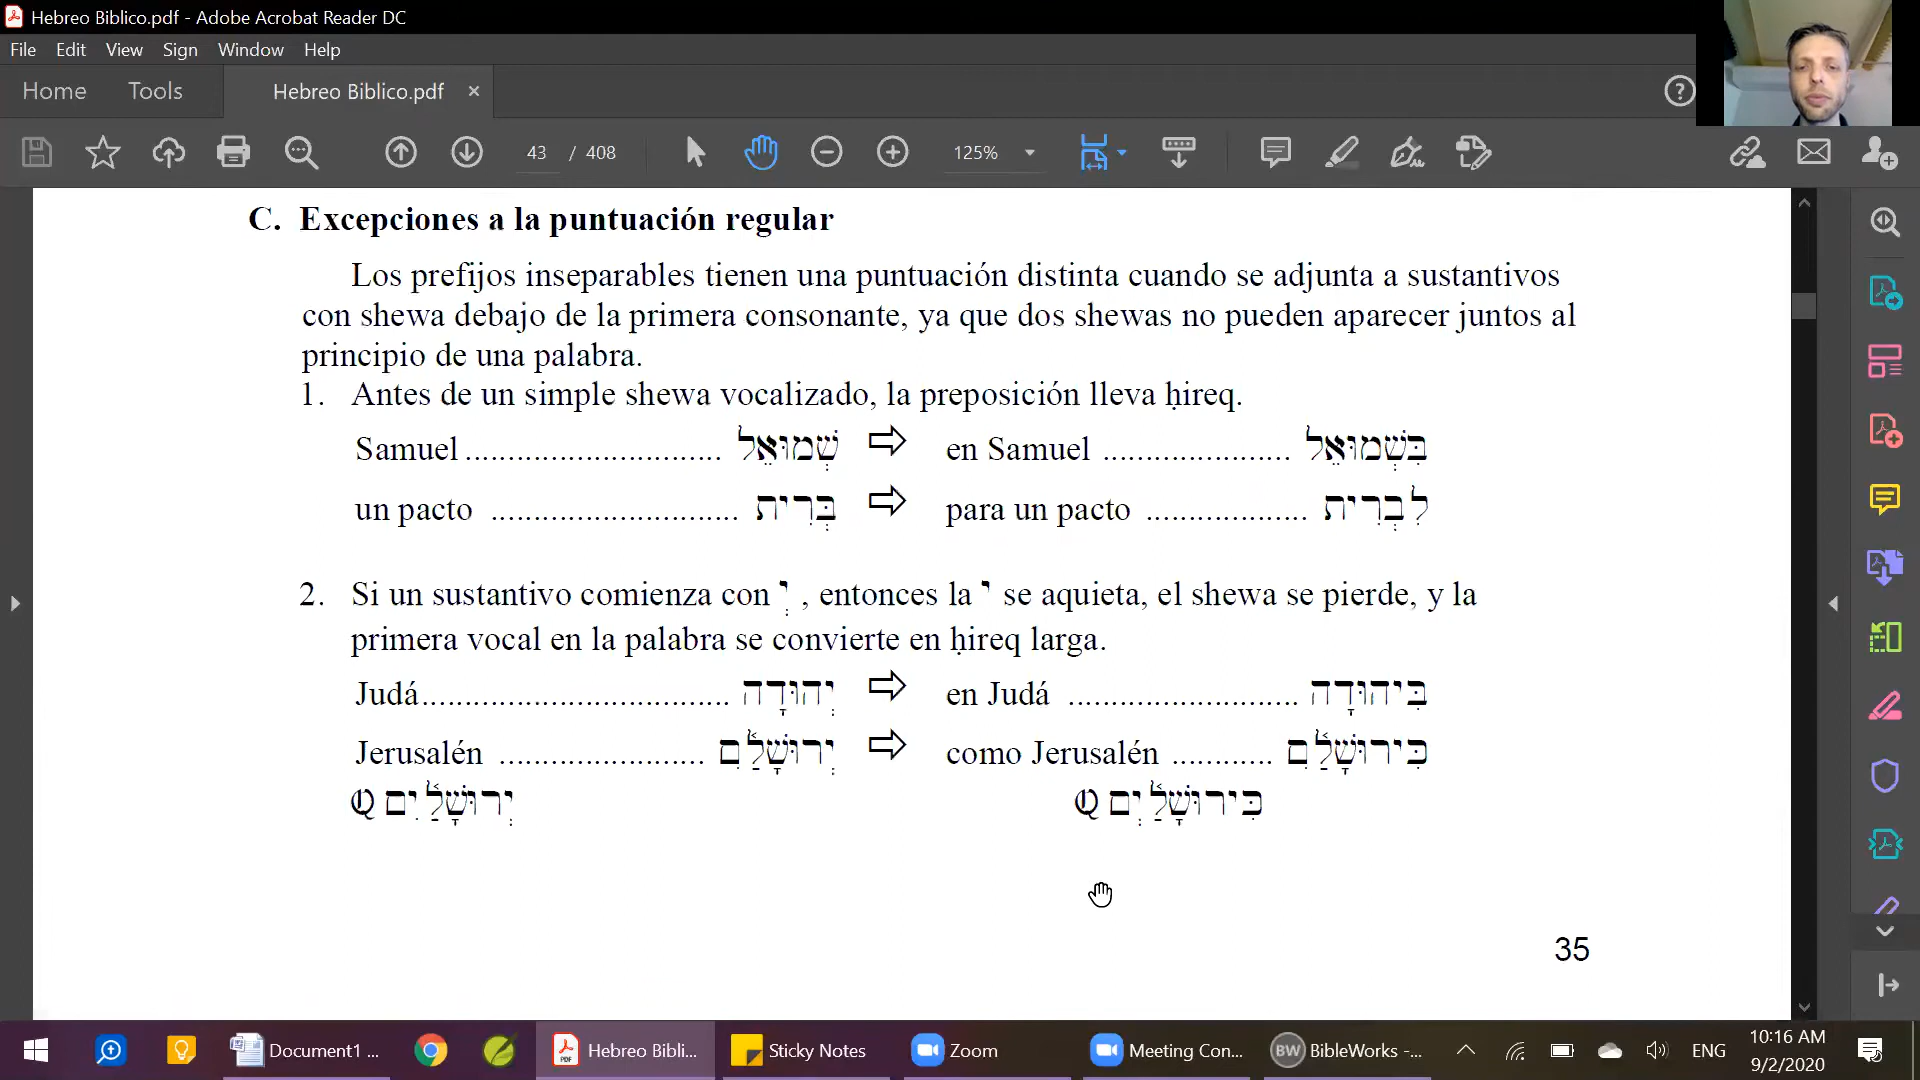 Hebreo Biblico.pdf - Adobe Acrobat Reader DC
File Edit View Sign Window Help
Home Tools Hebreo Biblico.pdf ×
43 / 408 125%
C. Excepciones a la puntuación regular
Los prefijos inseparables tienen una puntuación distinta cuando se adjunta a sustantivos
con shewa debajo de la primera consonante, ya que dos shewas no pueden aparecer juntos al
principio de una palabra.
1. Antes de un simple shewa vocalizado, la preposición lleva ḥireq.
Samuel .............................. שְׁמוּאֵל ⇨ en Samuel ...................... בִּשְׁמוּאֵל
un pacto ............................. בְּרִית ⇨ para un pacto ................... לִבְרִית
2. Si un sustantivo comienza con יְ , entonces la י se aquieta, el shewa se pierde, y la
primera vocal en la palabra se convierte en ḥireq larga.
Judá.................................... יְהוּדָה ⇨ en Judá ........................... בִּיהוּדָה
Jerusalén ........................ יְרוּשָׁלַ֫ םִ ⇨ como Jerusalén ............ כִּירוּשָׁלַ֫ םִ
יְרוּשָׁלַ֫ יִם Q כִּירוּשָׁלַ֫ יְם Q
35
Document1 ... Hebreo Bibli... Sticky Notes Zoom Meeting Con... BW BibleWorks -... ENG 10:16 AM
9/2/2020